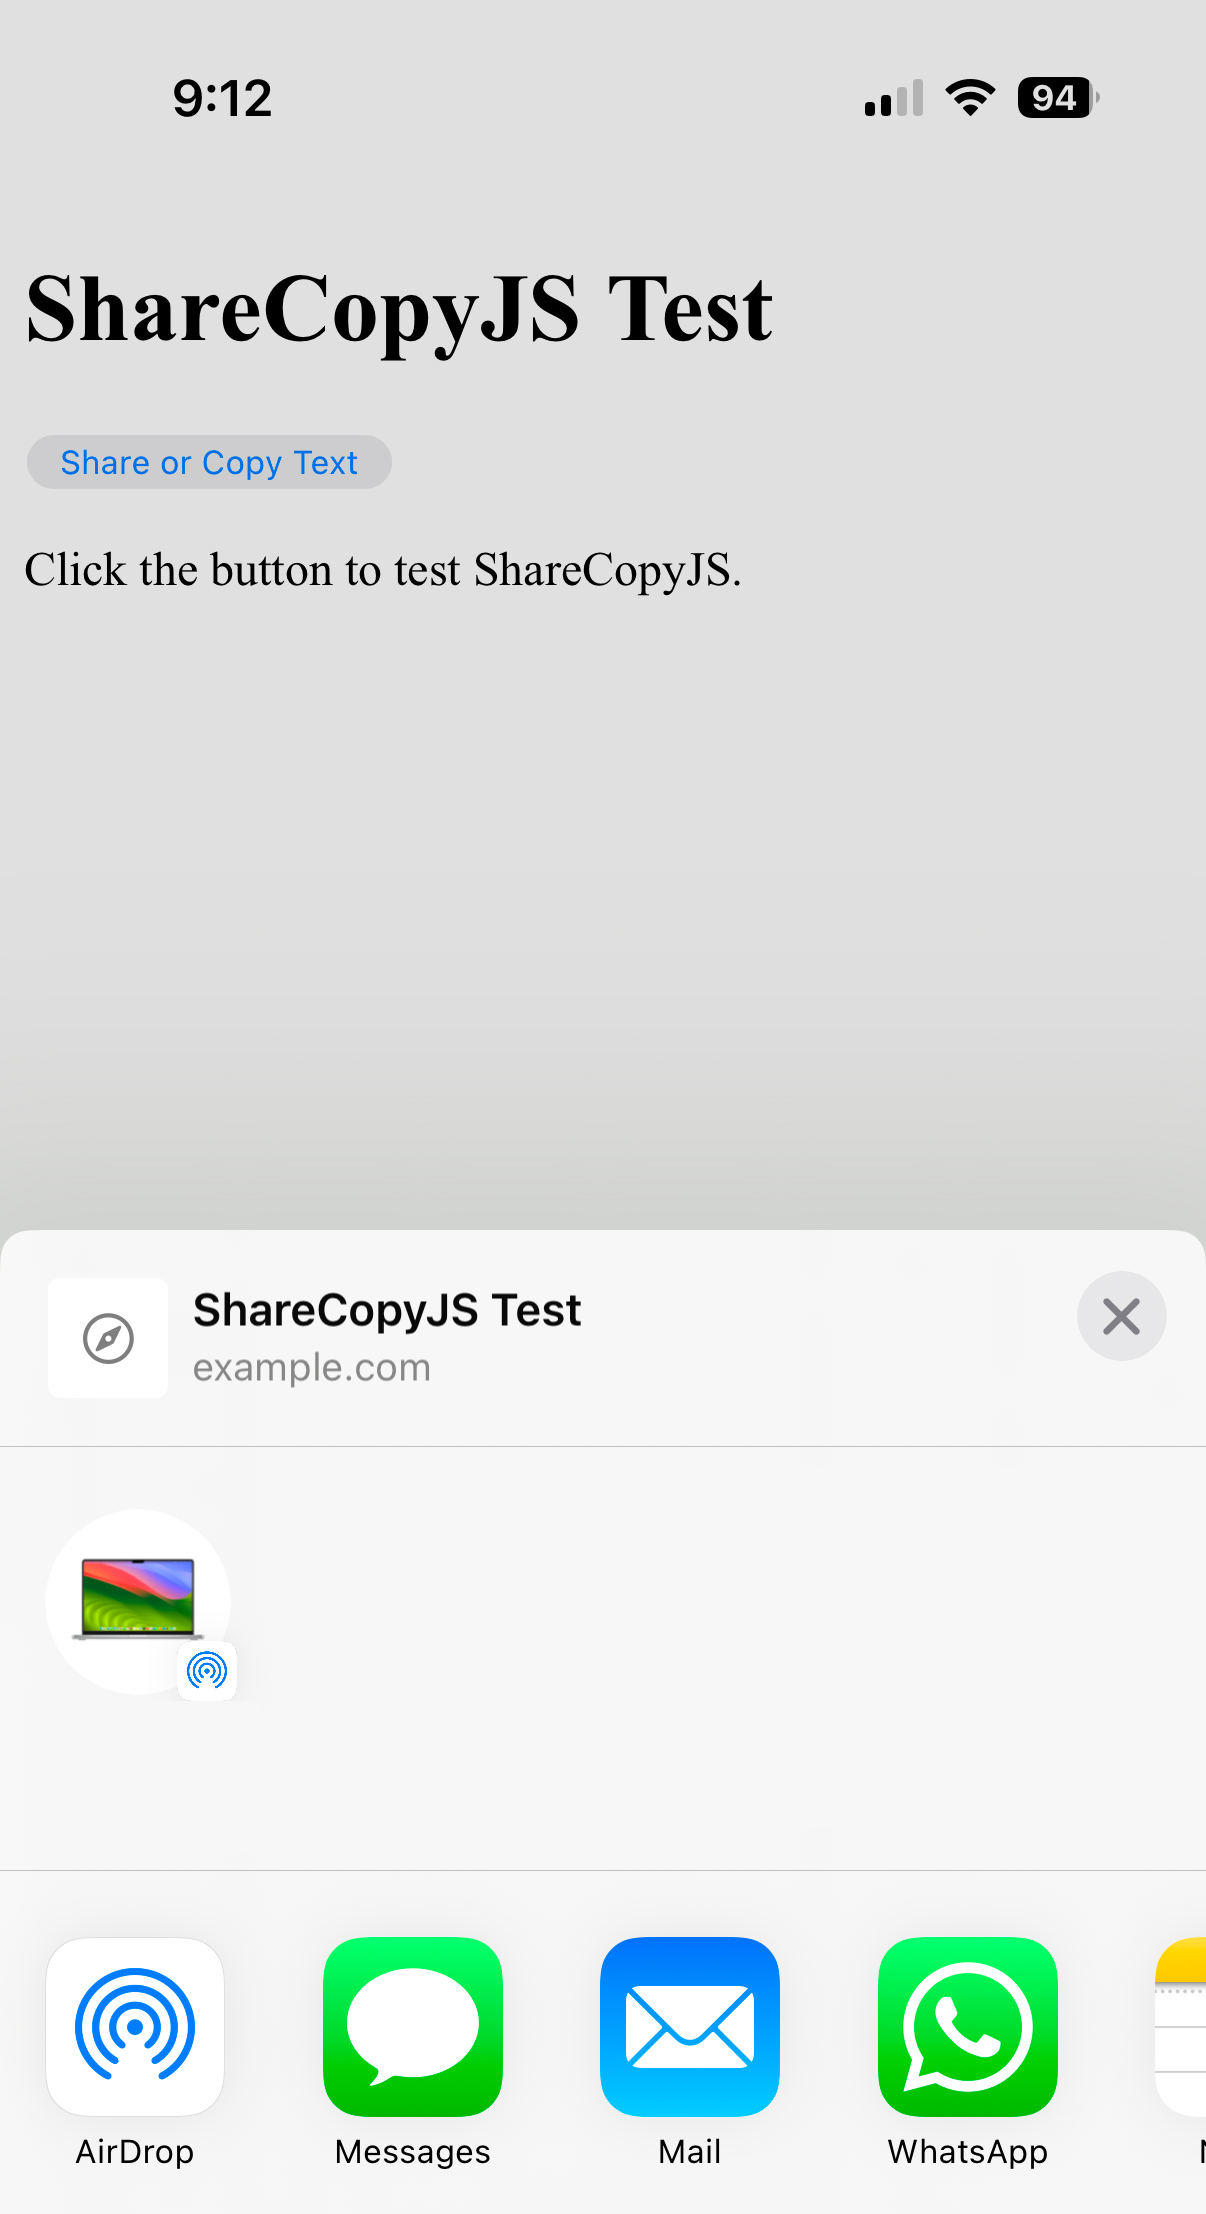 9:12
94
ShareCopyJS Test
Share or Copy Text
Click the button to test ShareCopyJS.
ShareCopyJS Test
example.com
AirDrop
Messages
Mail
WhatsApp